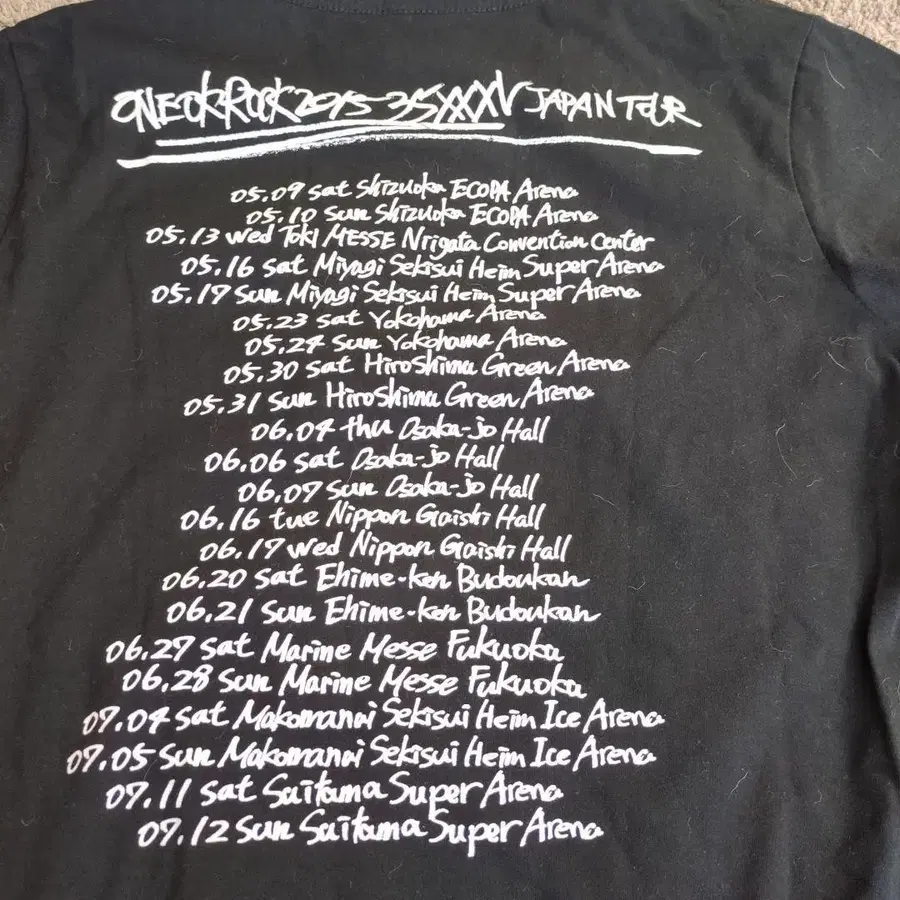 ONE OK ROCK 2015 "35XXXV" JAPAN TOUR
05.09 sat Shizuoka ECOPA Arena
05.10 sun Shizuoka ECOPA Arena
05.13 wed TOKI MESSE Niigata Convention Center
05.16 sat Miyagi Sekisui Heim Super Arena
05.17 sun Miyagi Sekisui Heim Super Arena
05.23 sat Yokohama Arena
05.24 sun Yokohama Arena
05.30 sat Hiroshima Green Arena
05.31 sun Hiroshima Green Arena
06.04 thu Osaka-jo Hall
06.06 sat Osaka-jo Hall
06.07 sun Osaka-jo Hall
06.16 tue Nippon Gaishi Hall
06.17 wed Nippon Gaishi Hall
06.20 sat Ehime-ken Budoukan
06.21 sun Ehime-ken Budoukan
06.27 sat Marine Messe Fukuoka
06.28 sun Marine Messe Fukuoka
07.04 sat Makomanai Sekisui Heim Ice Arena
07.05 sun Makomanai Sekisui Heim Ice Arena
07.11 sat Saitama Super Arena
07.12 sun Saitama Super Arena